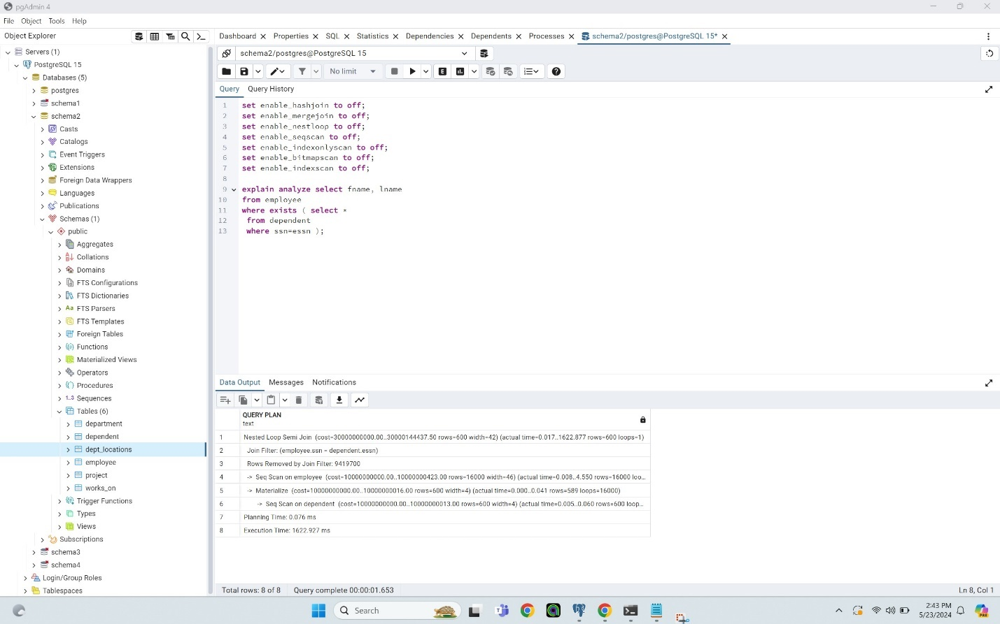 pgAdmin 4
File Object Tools Help
Object Explorer
Dashboard Properties SQL Statistics Dependencies Dependents Processes schema2/postgres@PostgreSQL 15*
Servers (1)
PostgreSQL 15
Databases (5)
postgres
schema1
schema2
Casts
Catalogs
Event Triggers
Extensions
Foreign Data Wrappers
Languages
Publications
Schemas (1)
public
Aggregates
Collations
Domains
FTS Configurations
FTS Dictionaries
Aa FTS Parsers
FTS Templates
Foreign Tables
Functions
Materialized Views
Operators
Procedures
1..3 Sequences
Tables (6)
department
dependent
dept_locations
employee
project
works_on
Trigger Functions
Types
Views
Subscriptions
schema3
schema4
Login/Group Roles
Tablespaces
schema2/postgres@PostgreSQL 15
No limit
E
Query Query History
1 set enable_hashjoin to off;
2 set enable_mergejoin to off;
3 set enable_nestloop to off;
4 set enable_seqscan to off;
5 set enable_indexonlyscan to off;
6 set enable_bitmapscan to off;
7 set enable_indexscan to off;
8
9 explain analyze select fname, lname
10 from employee
11 where exists ( select *
12 from dependent
13 where ssn=essn );
Data Output Messages Notifications
QUERY PLAN
text
1 Nested Loop Semi Join (cost=30000000000.00..30000144437.50 rows=600 width=42) (actual time=0.017..1622.877 rows=600 loops=1)
2 Join Filter: (employee.ssn = dependent.essn)
3 Rows Removed by Join Filter: 9419700
4 -> Seq Scan on employee (cost=10000000000.00..10000000423.00 rows=16000 width=46) (actual time=0.008..4.550 rows=16000 loo...
5 -> Materialize (cost=10000000000.00..10000000016.00 rows=600 width=4) (actual time=0.000..0.041 rows=589 loops=16000)
6 -> Seq Scan on dependent (cost=10000000000.00..10000000013.00 rows=600 width=4) (actual time=0.005..0.060 rows=600 loop...
7 Planning Time: 0.076 ms
8 Execution Time: 1622.927 ms
Total rows: 8 of 8 Query complete 00:00:01.653 Ln 8, Col 1
Search
2:43 PM
5/23/2024
PRE